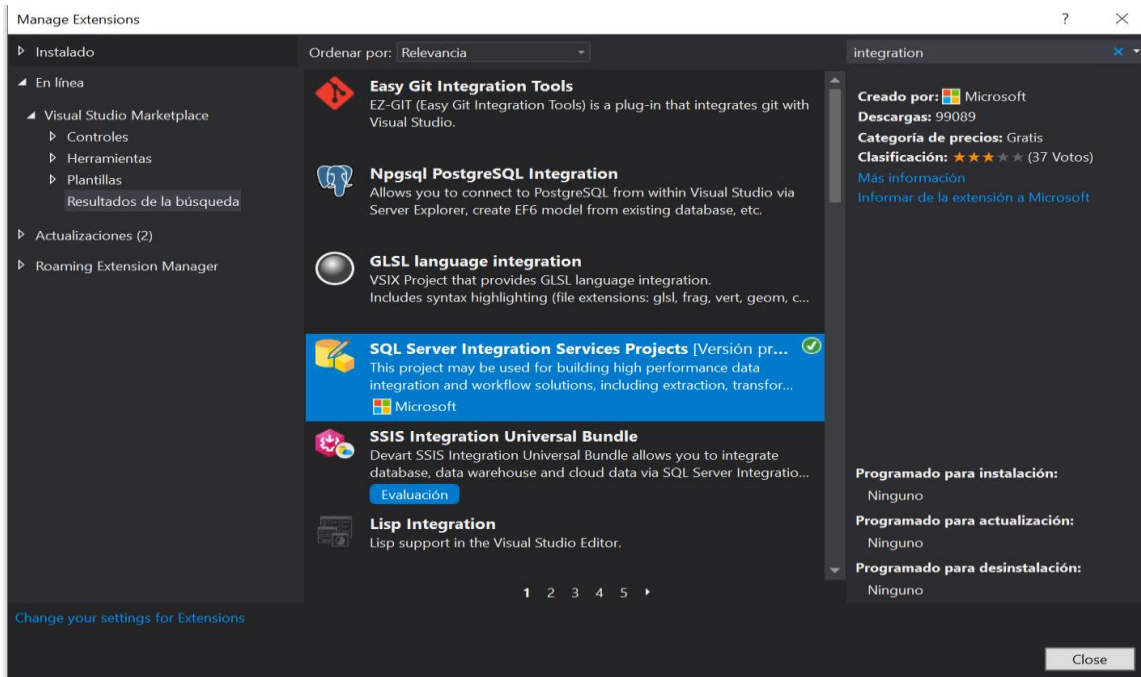 Manage Extensions
?
Instalado
En línea
Visual Studio Marketplace
Controles
Herramientas
Plantillas
Resultados de la búsqueda
Actualizaciones (2)
Roaming Extension Manager
Change your settings for Extensions
Ordenar por: Relevancia
Easy Git Integration Tools
EZ-GIT (Easy Git Integration Tools) is a plug-in that integrates git with
Visual Studio.
Npgsql PostgreSQL Integration
Allows you to connect to PostgreSQL from within Visual Studio via
Server Explorer, create EF6 model from existing database, etc.
GLSL language integration
VSIX Project that provides GLSL language integration.
Includes syntax highlighting (file extensions: glsl, frag, vert, geom, c...
SQL Server Integration Services Projects [Versión pr...
This project may be used for building high performance data
integration and workflow solutions, including extraction, transfor...
Microsoft
SSIS Integration Universal Bundle
Devart SSIS Integration Universal Bundle allows you to integrate
database, data warehouse and cloud data via SQL Server Integratio...
Evaluación
Lisp Integration
Lisp support in the Visual Studio Editor.
1 2 3 4 5
integration
Creado por: Microsoft
Descargas: 99089
Categoría de precios: Gratis
Clasificación: (37 Votos)
Más información
Informar de la extensión a Microsoft
Programado para instalación:
Ninguno
Programado para actualización:
Ninguno
Programado para desinstalación:
Ninguno
Close